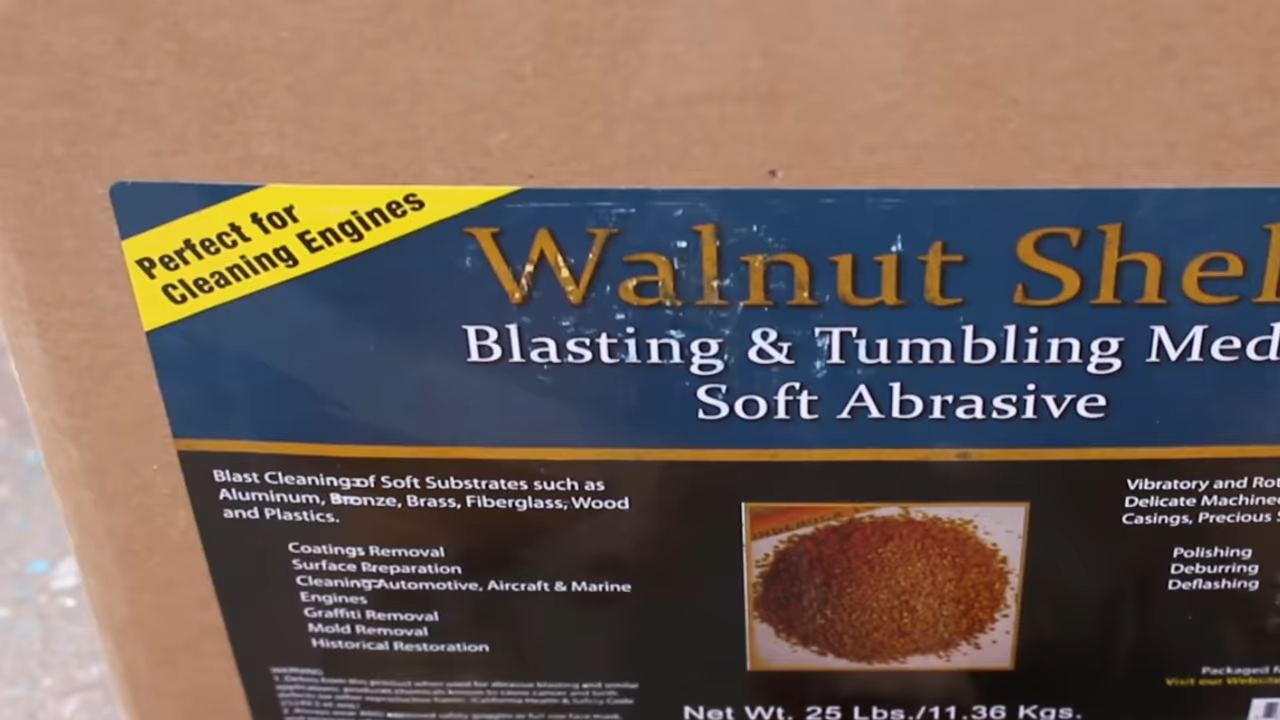 Perfect for
Cleaning Engines
Walnut Shel
Blasting & Tumbling Med
Soft Abrasive
Blast Cleaning of Soft Substrates such as
Aluminum, Bronze, Brass, Fiberglass, Wood
and Plastics.
Coatings Removal
Surface Preparation
Cleaning Automotive, Aircraft & Marine
Engines
Graffiti Removal
Mold Removal
Historical Restoration
WARNING:
Vibratory and Rot
Delicate Machine
Casings, Precious S
Polishing
Deburring
Deflashing
Packaged f
Visit our Website
Net Wt. 25 Lbs./11.36 Kgs.